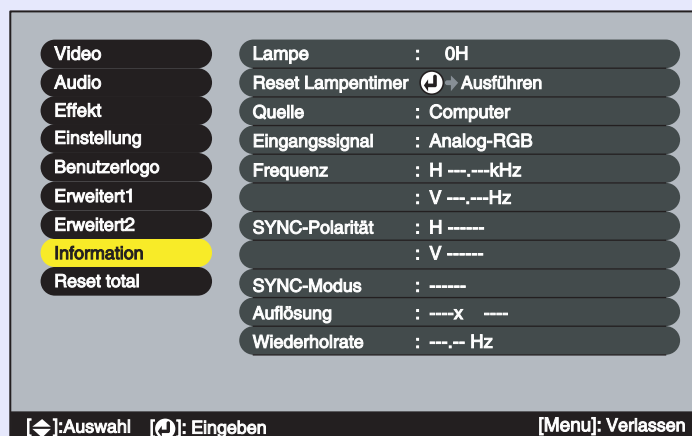 Video
Audio
Effekt
Einstellung
Benutzerlogo
Erweitert1
Erweitert2
Information
Reset total
Lampe : 0H
Reset Lampentimer Ausführen
Quelle : Computer
Eingangssignal : Analog-RGB
Frequenz : H ---.---kHz
: V ---.---Hz
SYNC-Polarität : H ------
: V ------
SYNC-Modus : ------
Auflösung : ----x ----
Wiederholrate : ---.-- Hz
[ ]:Auswahl [ ]: Eingeben [Menu]: Verlassen